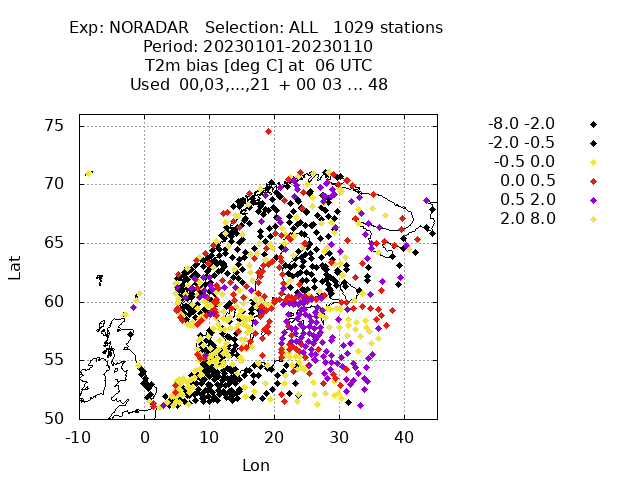 Exp: NORADAR   Selection: ALL   1029 stations
Period: 20230101-20230110
T2m bias [deg C] at  06 UTC
Used  00,03,...,21  + 00 03 ... 48
75
70
65
60
55
50
-10 0 10 20 30 40
Lat
Lon
-8.0 -2.0
-2.0 -0.5
-0.5 0.0
0.0 0.5
0.5 2.0
2.0 8.0